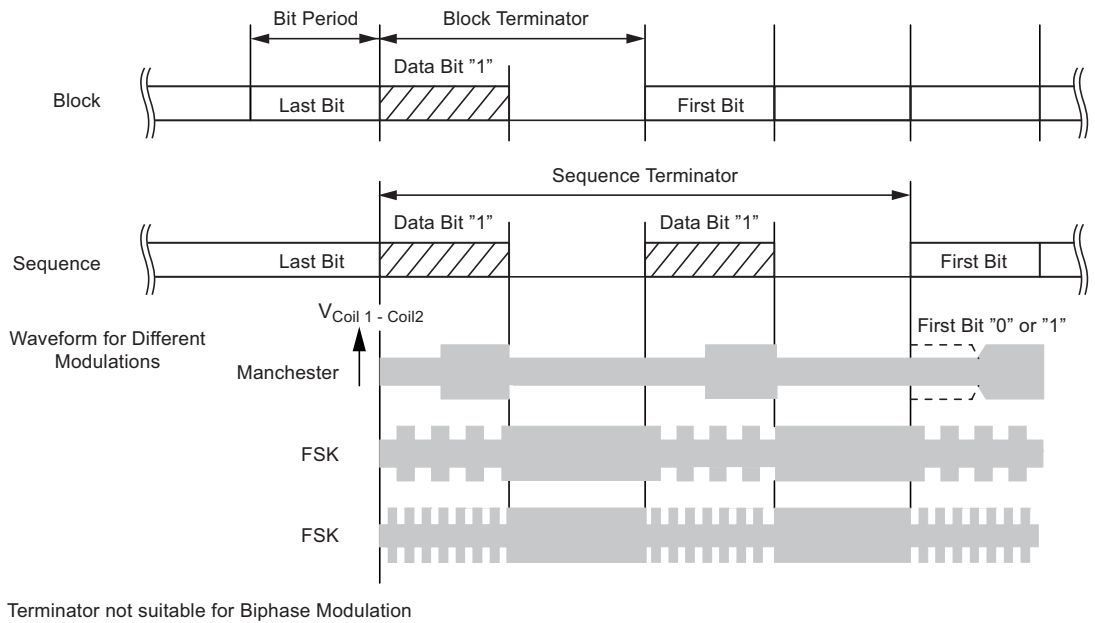 Bit Period
Block Terminator
Data Bit ”1”
Block
Last Bit
First Bit
Sequence Terminator
Data Bit ”1”
Data Bit ”1”
Sequence
Last Bit
First Bit
VCoil 1 - Coil2
First Bit ”0” or ”1”
Waveform for Different
Modulations
Manchester
FSK
FSK
Terminator not suitable for Biphase Modulation